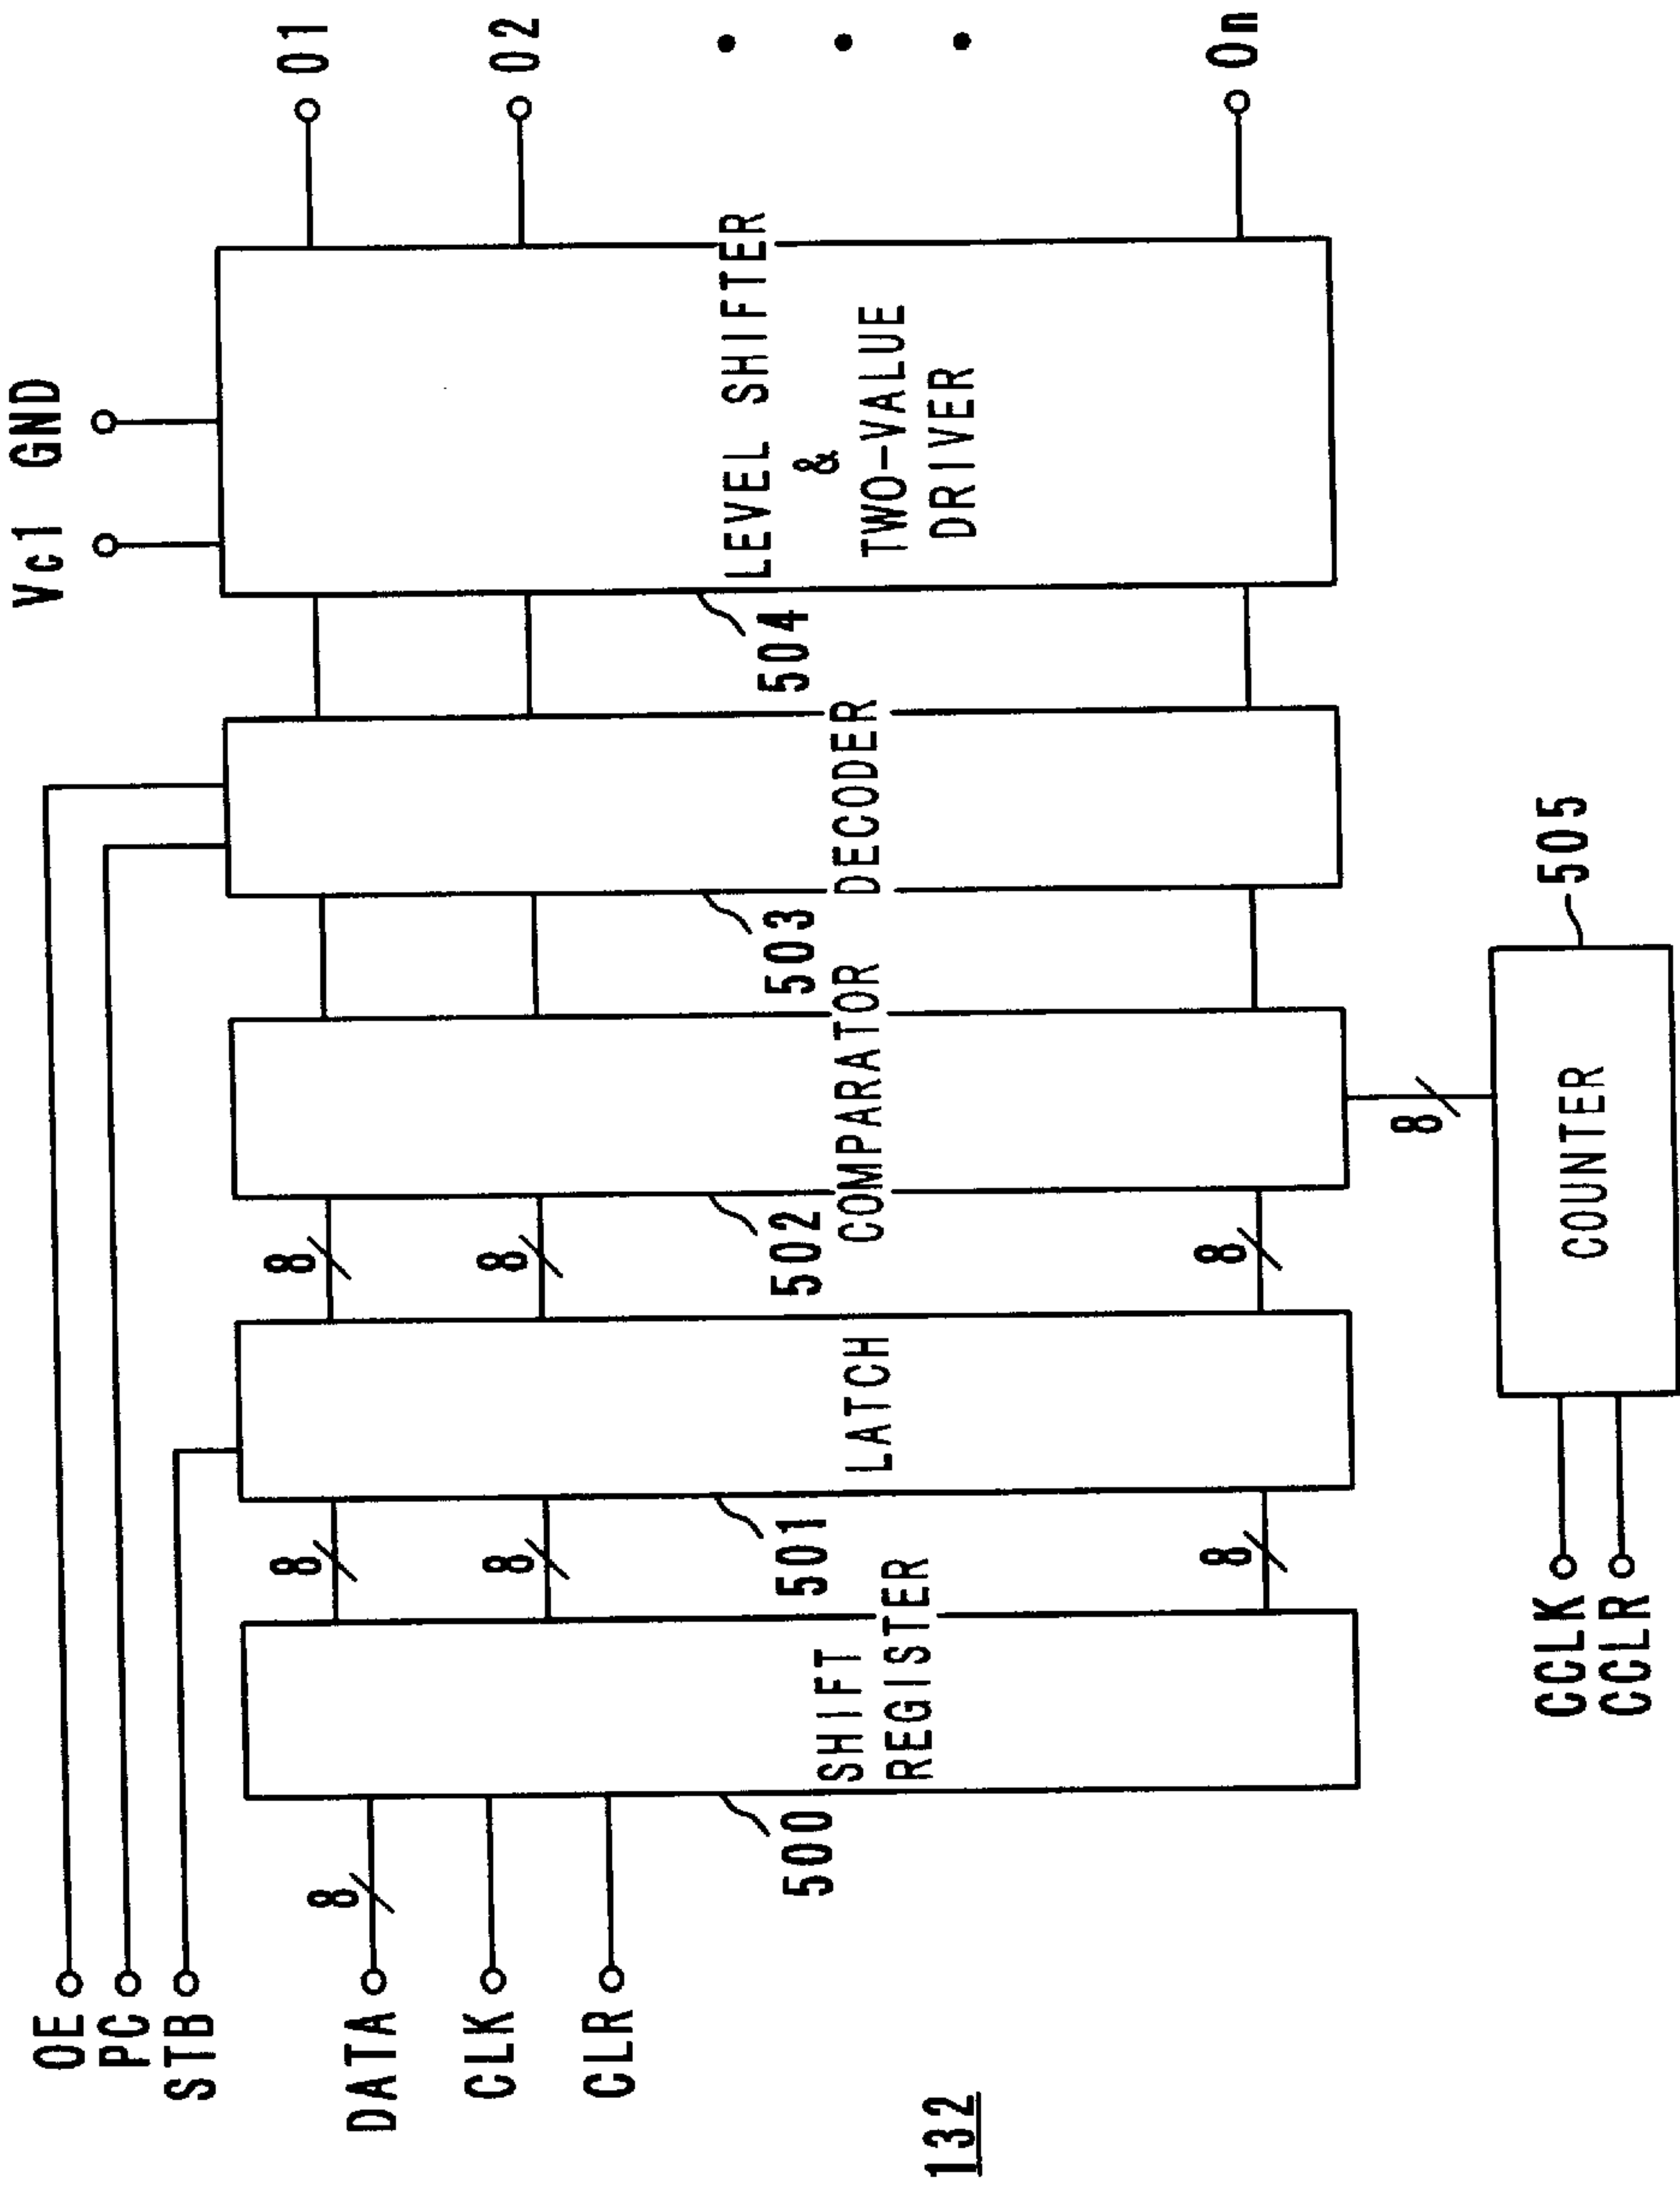 OE
PC
STB
DATA
CLK
CLR
8
500
SHIFT
REGISTER
8
8
8
501
LATCH
8
8
8
502
COMPARATOR
503
DECODER
504
LEVEL SHIFTER
&
TWO-VALUE
DRIVER
Vc1 GND
O1
O2
On
8
COUNTER
505
CCLK
CCLR
132